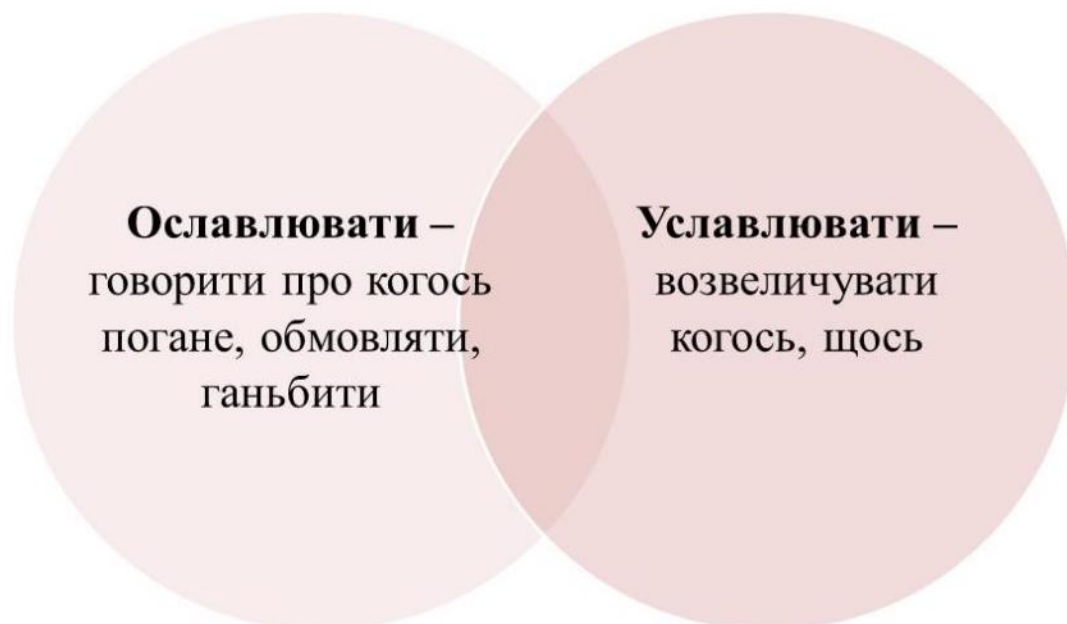 Ославлювати –
говорити про когось
погане, обмовляти,
ганьбити
Уславлювати –
возвеличувати
когось, щось